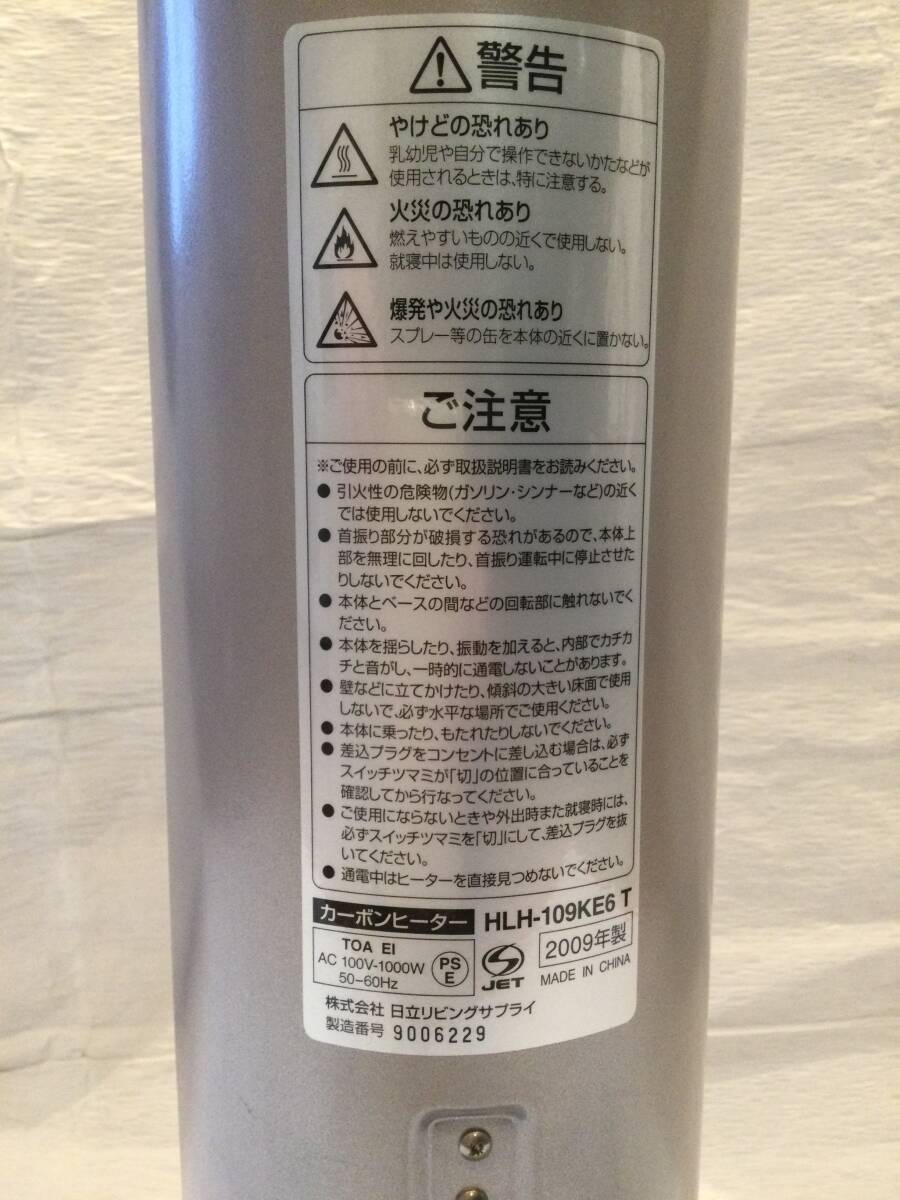 警告
やけどの恐れあり
乳幼児や自分で操作できないかたなどが
使用されるときは、特に注意する。
火災の恐れあり
燃えやすいものの近くで使用しない。
就寝中は使用しない。
爆発や火災の恐れあり
スプレー等の缶を本体の近くに置かない。
ご注意
※ご使用の前に、必ず取扱説明書をお読みください。
● 引火性の危険物(ガソリン・シンナーなど)の近く
では使用しないでください。
● 首振り部分が破損する恐れがあるので、本体上
部を無理に回したり、首振り運転中に停止させた
りしないでください。
● 本体とベースの間などの回転部に触れないでく
ださい。
● 本体を揺らしたり、振動を加えると、内部でカチカ
チと音がし、一時的に通電しないことがあります。
● 壁などに立てかけたり、傾斜の大きい床面で使用
しないで、必ず水平な場所でご使用ください。
● 本体に乗ったり、もたれたりしないでください。
● 差込プラグをコンセントに差し込む場合は、必ず
スイッチツマミが「切」の位置に合っていることを
確認してから行なってください。
● ご使用にならないときや外出時また就寝時には、
必ずスイッチツマミを「切」にして、差込プラグを抜
いてください。
● 通電中はヒーターを直接見つめないでください。
カーボンヒーター HLH-109KE6 T
TOA EI
AC 100V-1000W
50-60Hz
PS
E
JET
2009年製
MADE IN CHINA
株式会社 日立リビングサプライ
製造番号 9006229